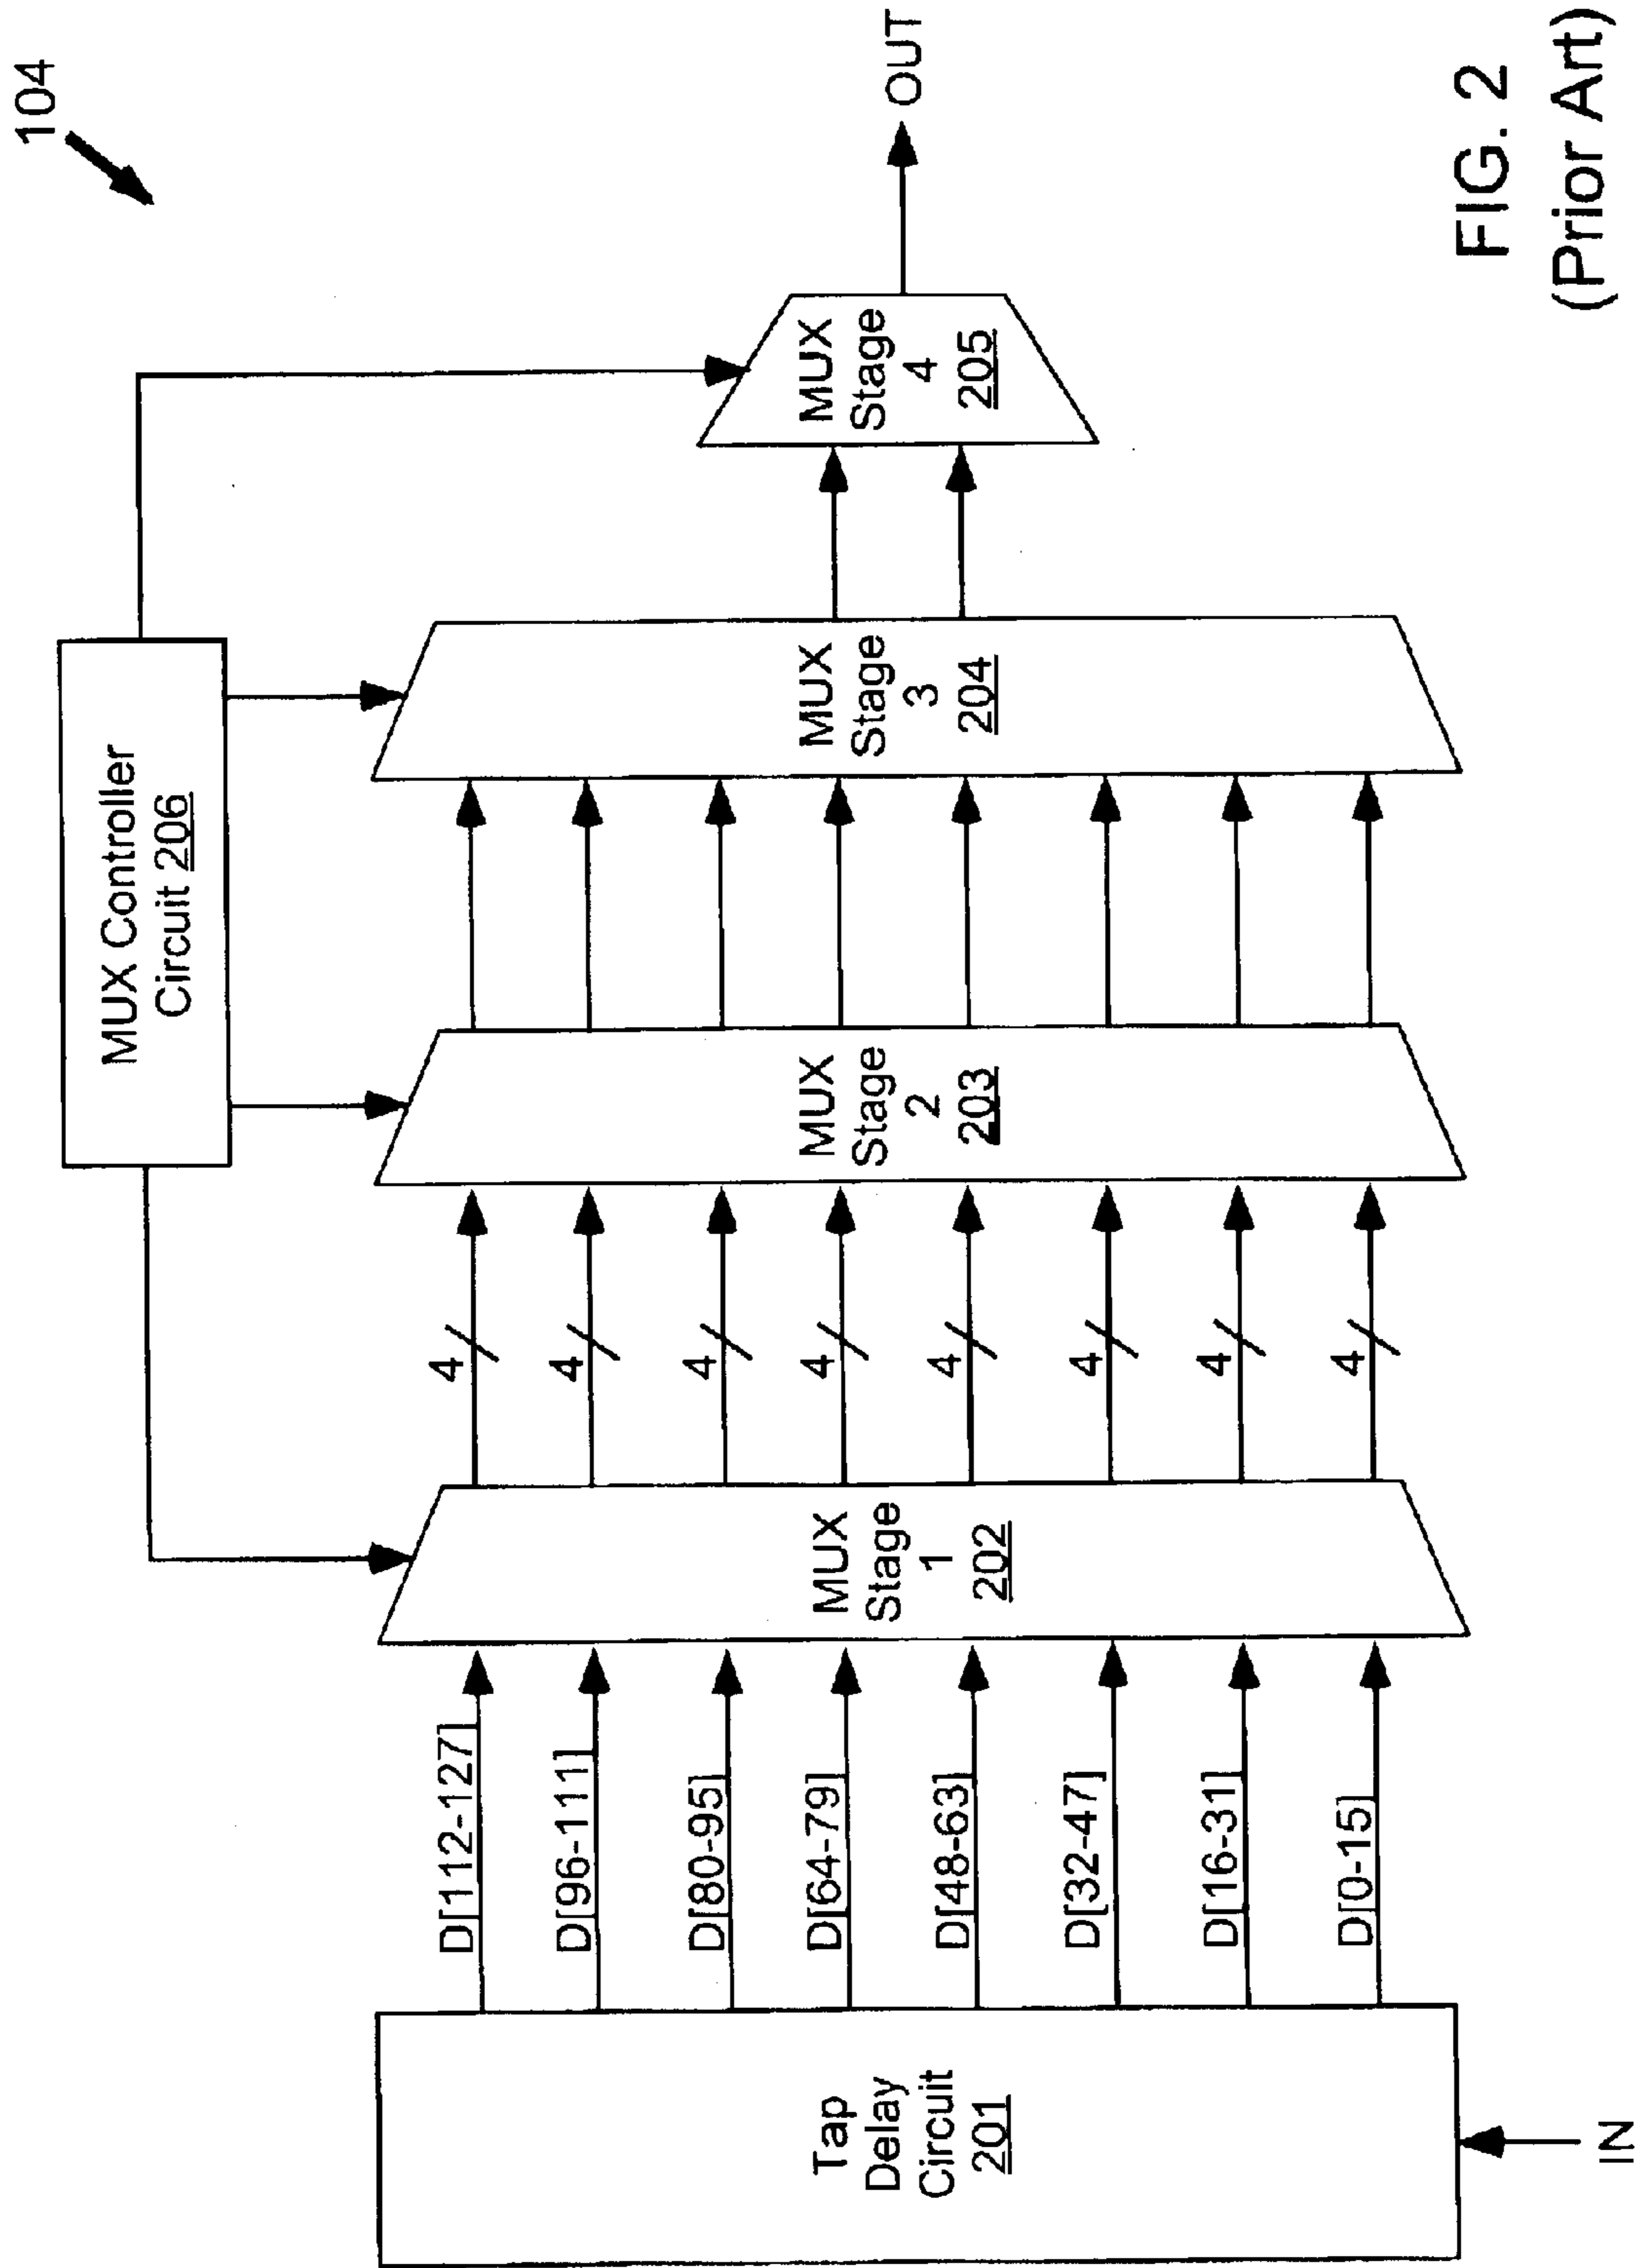 104
MUX Controller
Circuit 206
D[112-127]
D[96-111]
D[80-95]
D[64-79]
D[48-63]
D[32-47]
D[16-31]
D[0-15]
4
4
4
4
4
4
4
4
Tap
Delay
Circuit
201
MUX
Stage
1
202
MUX
Stage
2
203
MUX
Stage
3
204
MUX
Stage
4
205
OUT
IN
FIG. 2
(Prior Art)